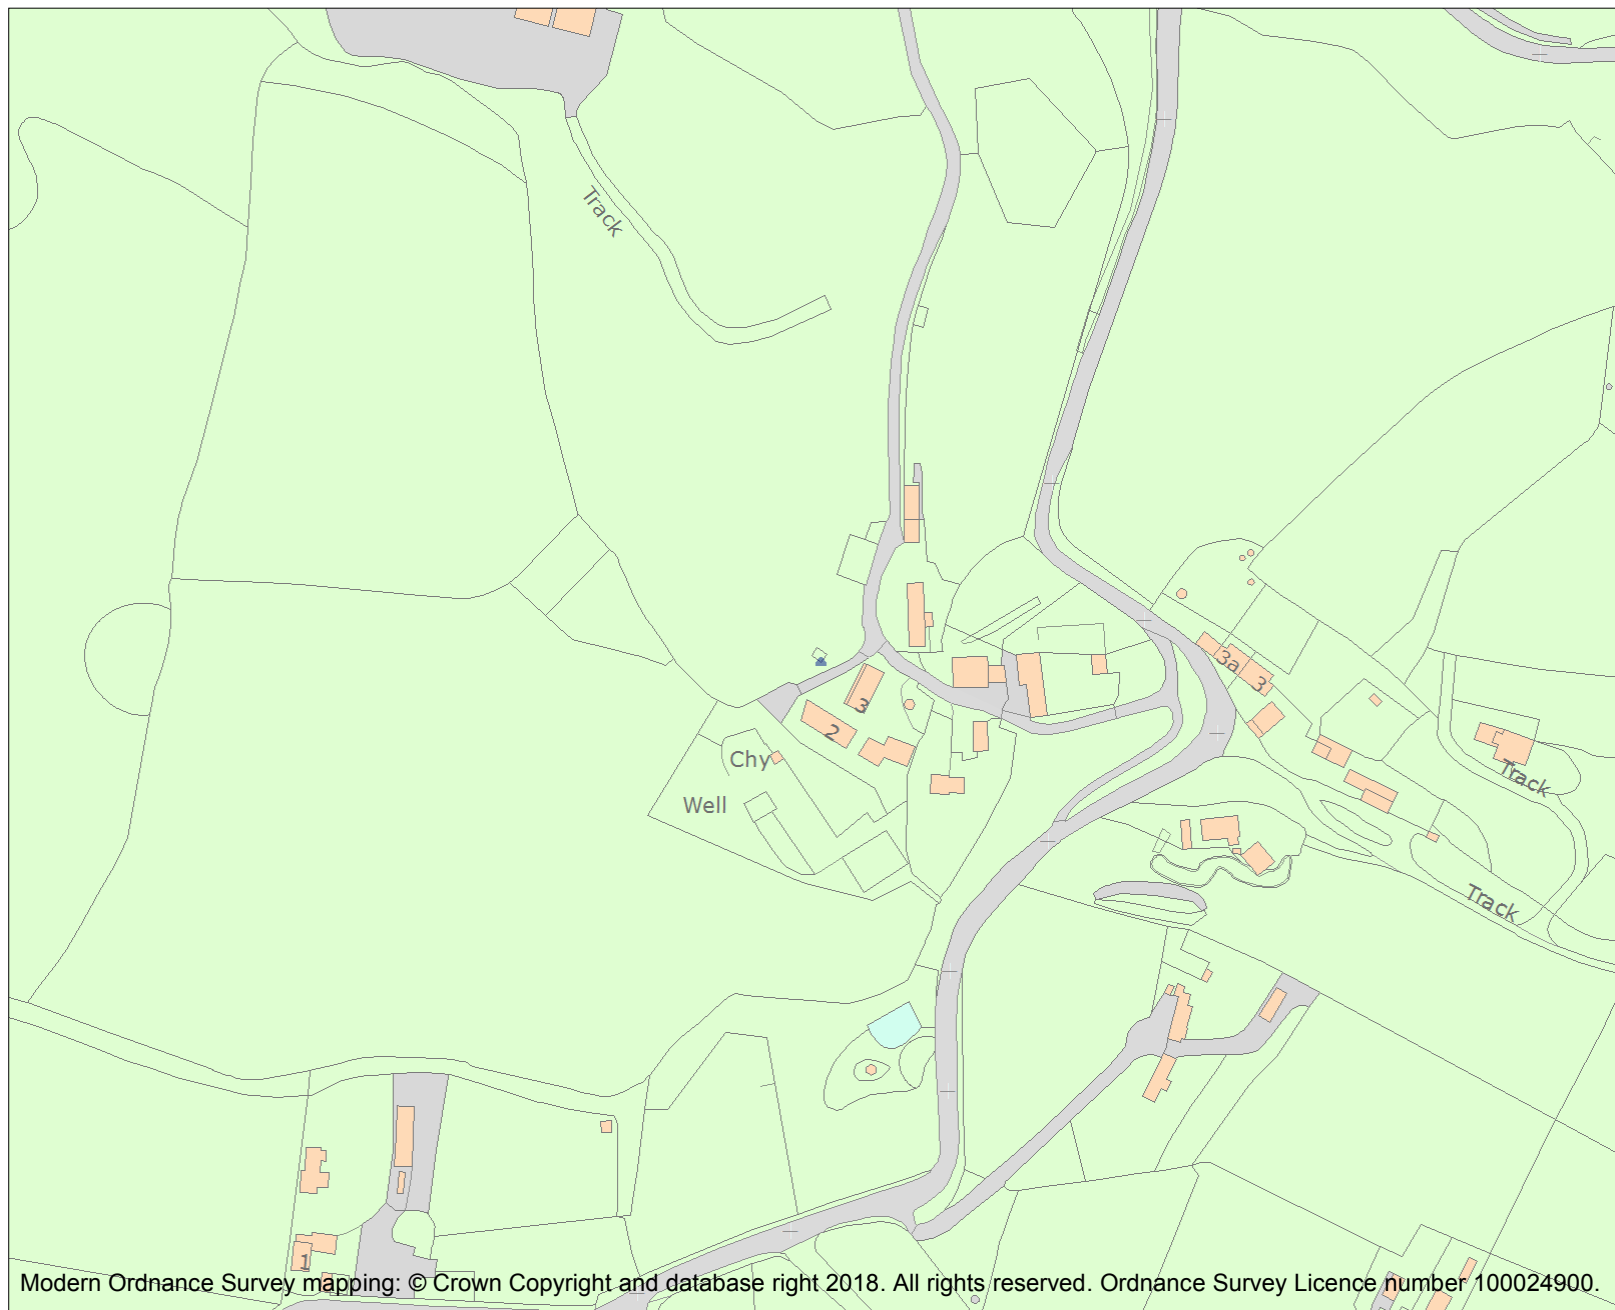 Track
3a
3
3
2
Chy
Track
Well
Track
1
Modern Ordnance Survey mapping: © Crown Copyright and database right 2018. All rights reserved. Ordnance Survey Licence number 100024900.